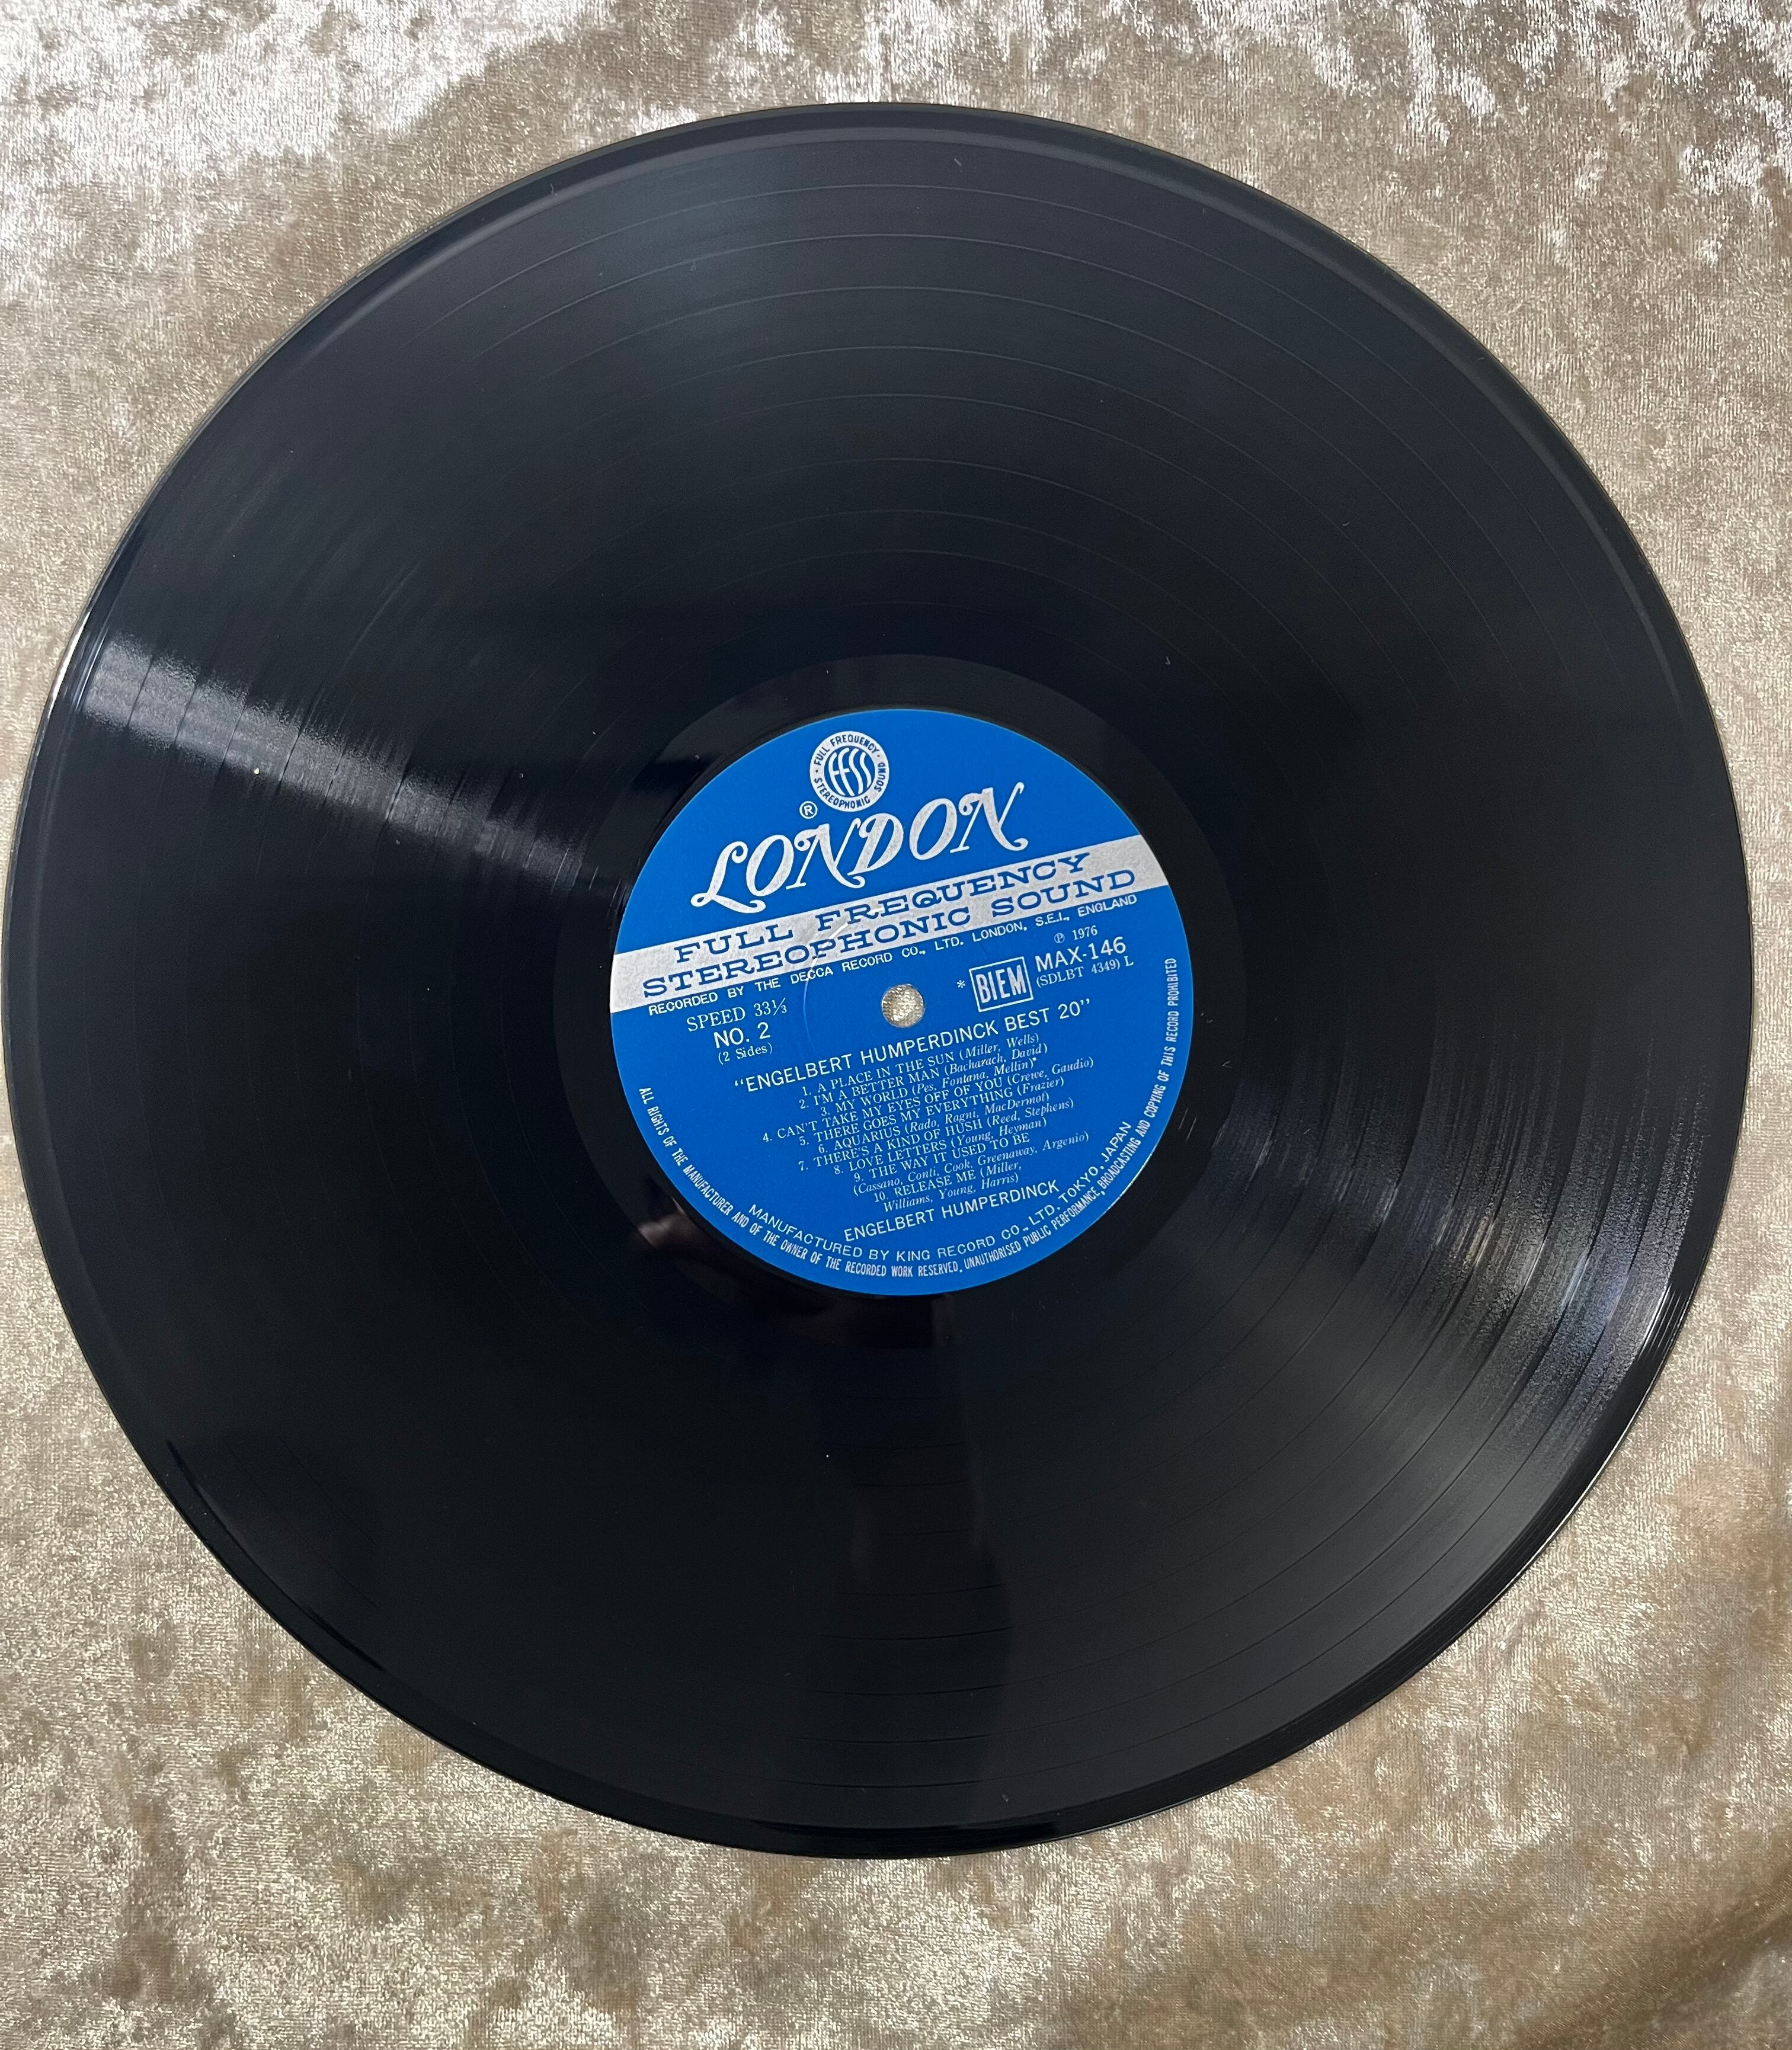 FULL FREQUENCY
STEREOPHONIC SOUND
FFSS
®
LONDON
FULL FREQUENCY
STEREOPHONIC SOUND
RECORDED BY THE DECCA RECORD CO., LTD. LONDON, S.E.I., ENGLAND
℗ 1976
SPEED 33⅓
* BIEM MAX-146
NO. 2
(SDLBT 4349) L
(2 Sides)
"ENGELBERT HUMPERDINCK BEST 20"
1. A PLACE IN THE SUN (Miller, Wells)
2. I'M A BETTER MAN (Bacharach, David)
3. MY WORLD (Pes, Fontana, Mellin)*
4. CAN'T TAKE MY EYES OFF OF YOU (Crewe, Gaudio)
5. THERE GOES MY EVERYTHING (Frazier)
6. AQUARIUS (Rado, Ragni, MacDermot)
7. THERE'S A KIND OF HUSH (Reed, Stephens)
8. LOVE LETTERS (Young, Heyman)
9. THE WAY IT USED TO BE
(Cassano, Conti, Cook, Greenaway, Argenio)
10. RELEASE ME (Miller,
Williams, Young, Harris)
ENGELBERT HUMPERDINCK
MANUFACTURED BY KING RECORD CO., LTD. TOKYO, JAPAN
ALL RIGHTS OF THE MANUFACTURER AND OF THE OWNER OF THE RECORDED WORK RESERVED. UNAUTHORISED PUBLIC PERFORMANCE, BROADCASTING AND COPYING OF THIS RECORD PROHIBITED